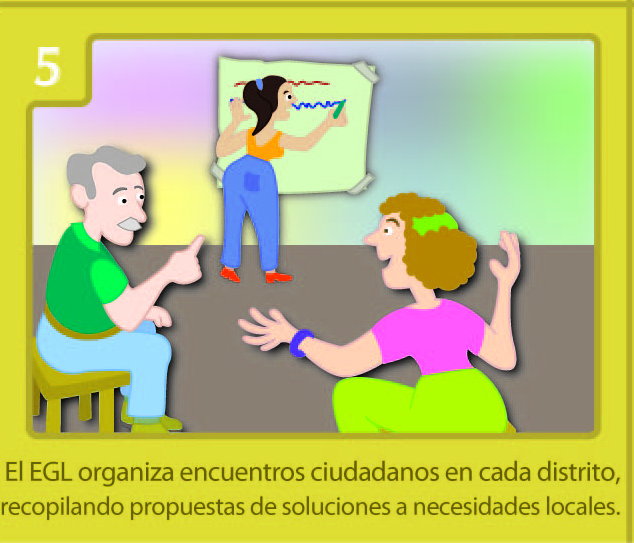 5
El EGL organiza encuentros ciudadanos en cada distrito,
recopilando propuestas de soluciones a necesidades locales.